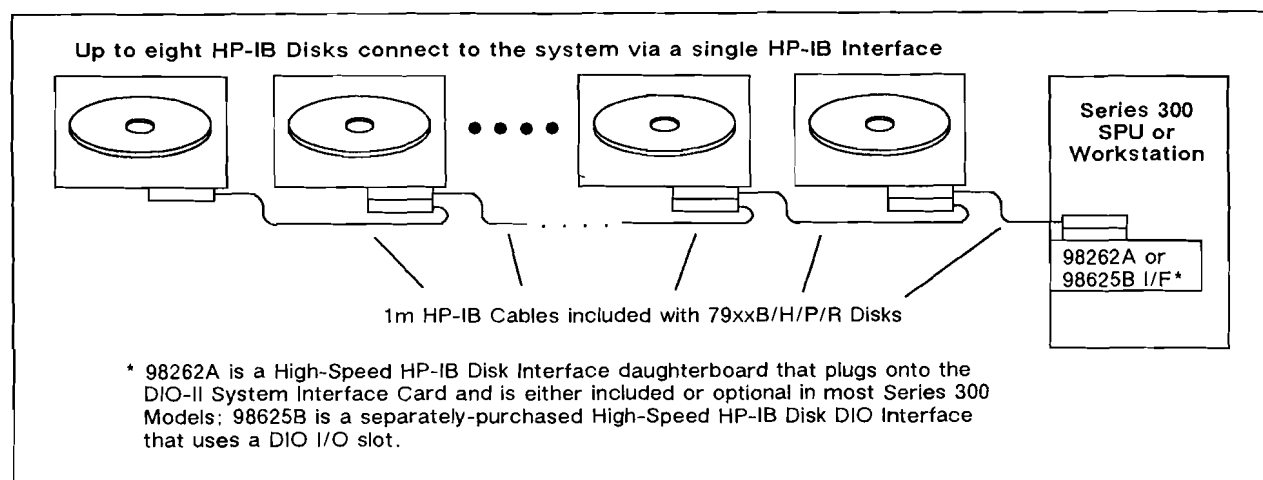 Up to eight HP-IB Disks connect to the system via a single HP-IB Interface
Series 300
SPU or
Workstation
98262A or
98625B I/F*
1m HP-IB Cables included with 79xxB/H/P/R Disks
* 98262A is a High-Speed HP-IB Disk Interface daughterboard that plugs onto the
DIO-II System Interface Card and is either included or optional in most Series 300
Models; 98625B is a separately-purchased High-Speed HP-IB Disk DIO Interface
that uses a DIO I/O slot.